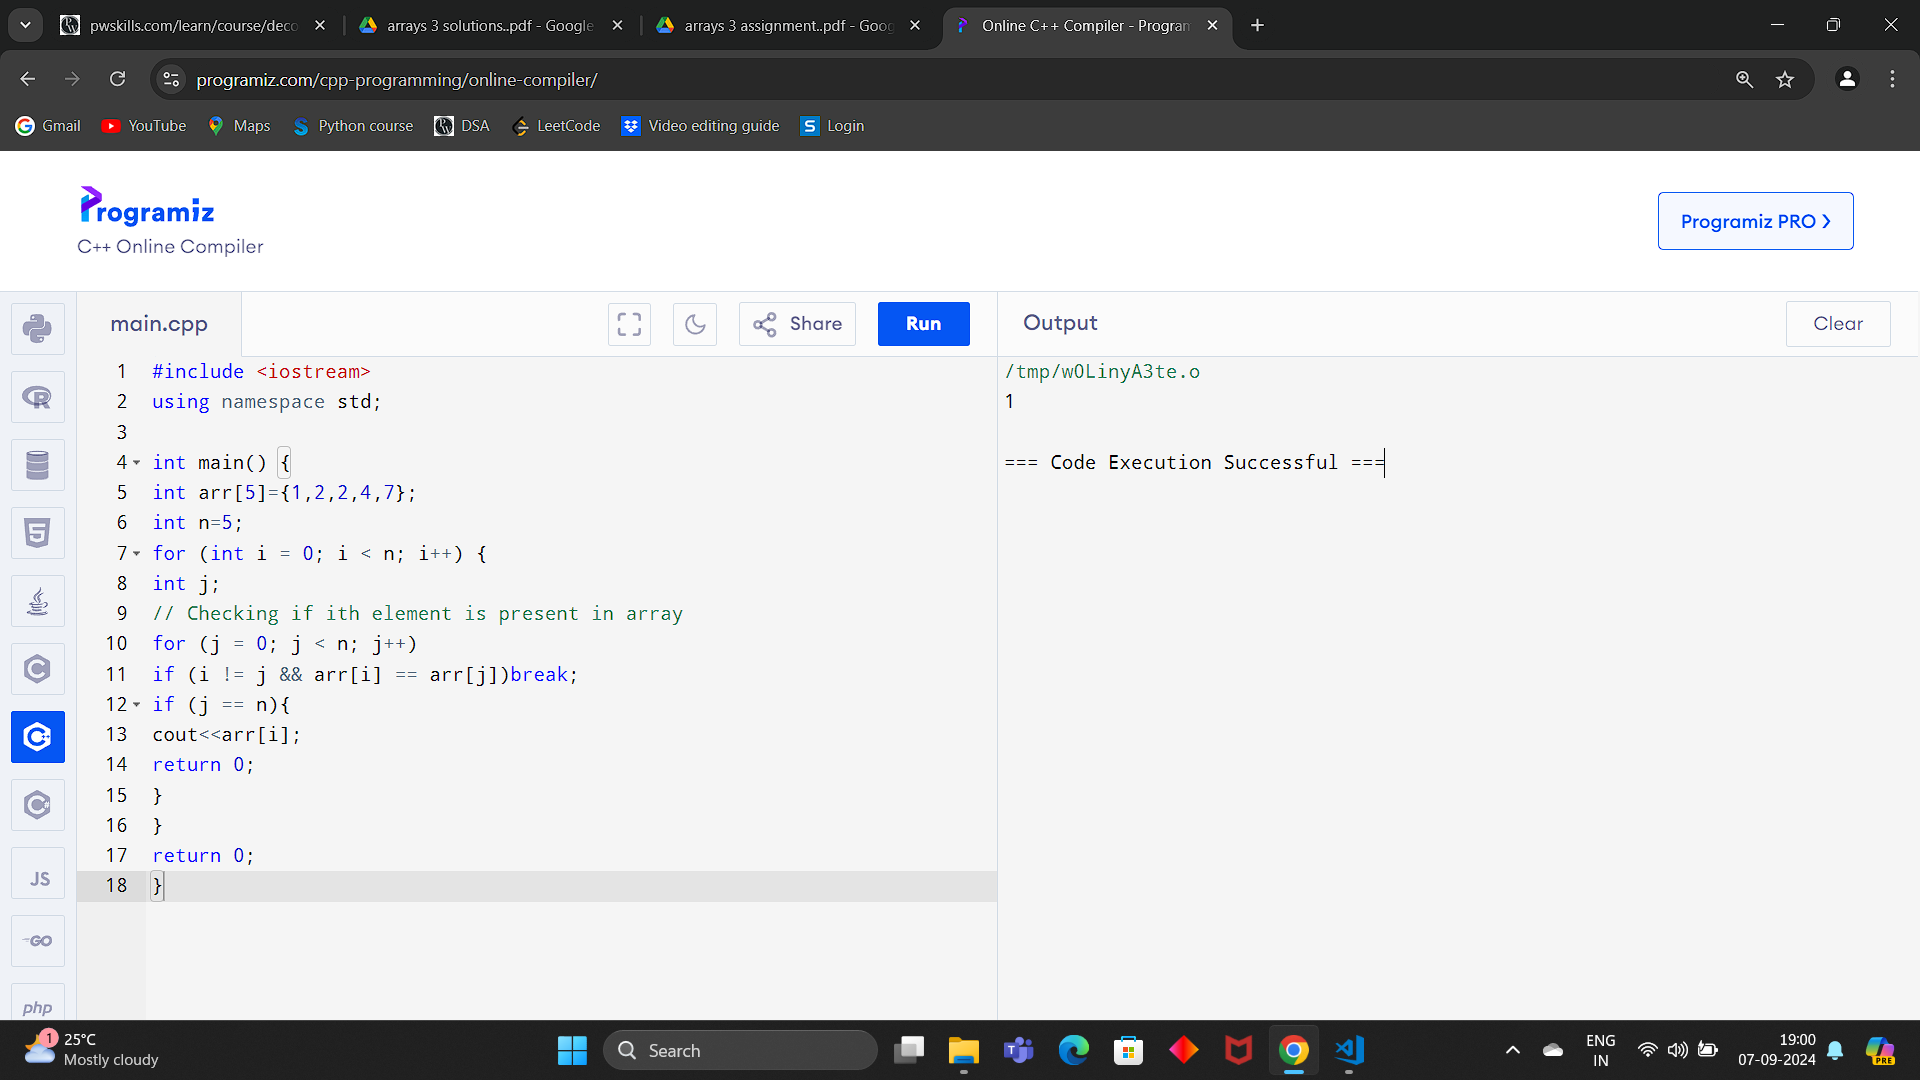 pwskills.com/learn/course/deco
arrays 3 solutions..pdf - Google
arrays 3 assignment..pdf - Goog
Online C++ Compiler - Program
programiz.com/cpp-programming/online-compiler/
Gmail
YouTube
Maps
Python course
DSA
LeetCode
Video editing guide
Login
Programiz
C++ Online Compiler
Programiz PRO
main.cpp
Share
Run
Output
Clear
1 #include <iostream>
2 using namespace std;
3
4 int main() {
5 int arr[5]={1,2,2,4,7};
6 int n=5;
7 for (int i = 0; i < n; i++) {
8 int j;
9 // Checking if ith element is present in array
10 for (j = 0; j < n; j++)
11 if (i != j && arr[i] == arr[j])break;
12 if (j == n){
13 cout<<arr[i];
14 return 0;
15 }
16 }
17 return 0;
18 }
/tmp/w0LinyA3te.o
1
=== Code Execution Successful ===
JS
GO
php
1
25°C
Mostly cloudy
Search
ENG
IN
19:00
07-09-2024
PRE